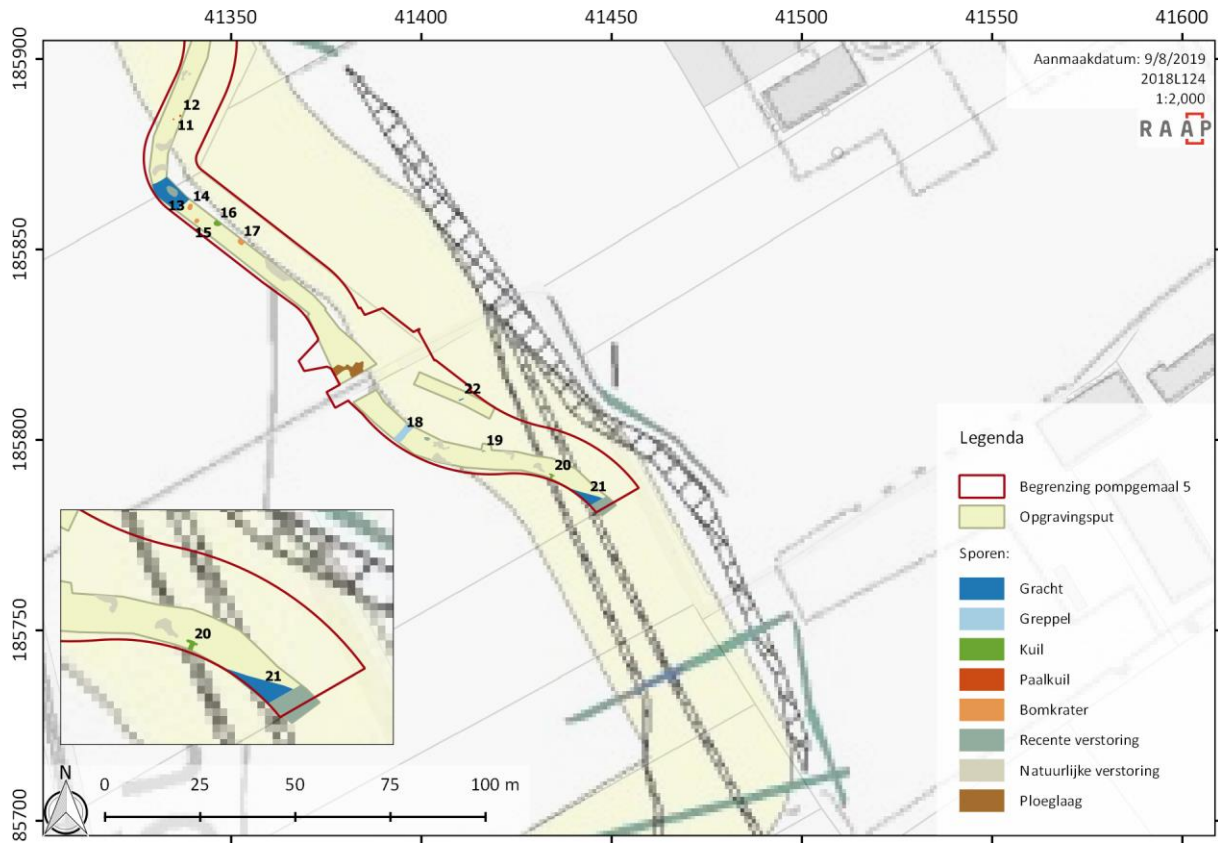 41350 41400 41450 41500 41550 41600
185900
185850
185800
185750
85700
Aanmaakdatum: 9/8/2019
2018L124
1:2,000
RAAP
12
11
14
13
16
15
17
22
18
19
20
21
20
21
Legenda
Begrenzing pompgemaal 5
Opgravingsput
Sporen:
Gracht
Greppel
Kuil
Paalkuil
Bomkrater
Recente verstoring
Natuurlijke verstoring
Ploeglaag
N
0 25 50 75 100 m